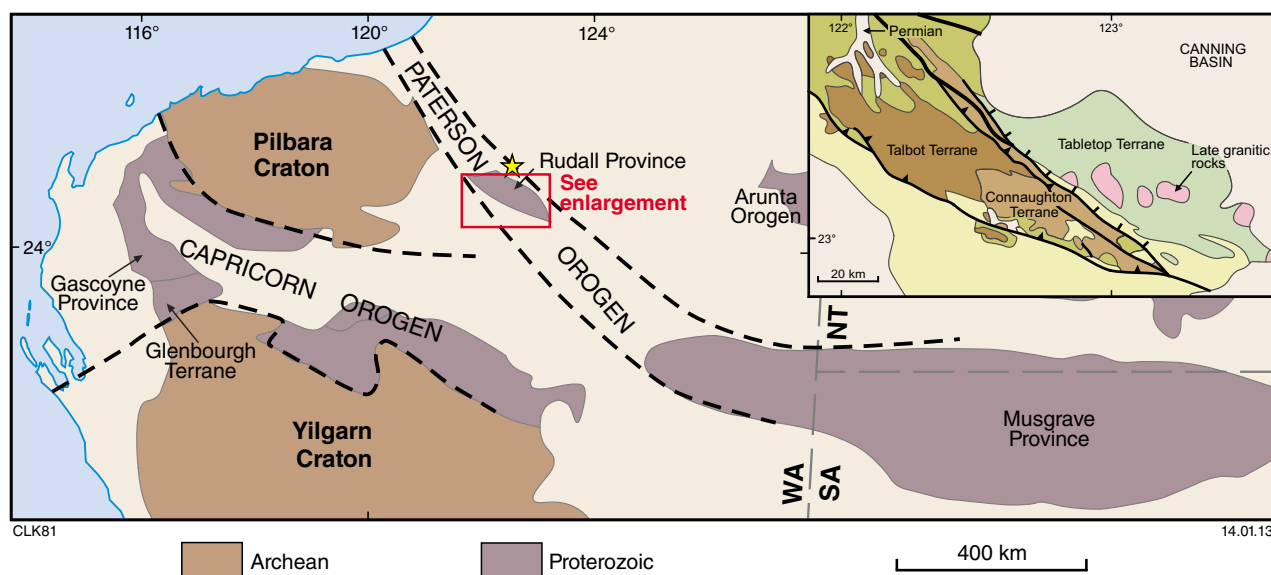 116°
120°
124°
24°
PATERSON
OROGEN
Pilbara
Craton
Rudall Province
See
enlargement
Arunta
Orogen
CAPRICORN OROGEN
Gascoyne
Province
Glenbourgh
Terrane
Yilgarn
Craton
Musgrave
Province
NT
WA
SA
122°
123°
Permian
CANNING
BASIN
Talbot Terrane
Tabletop Terrane
Late granitic
rocks
Connaughton
Terrane
23°
20 km
CLK81
14.01.13
Archean
Proterozoic
400 km